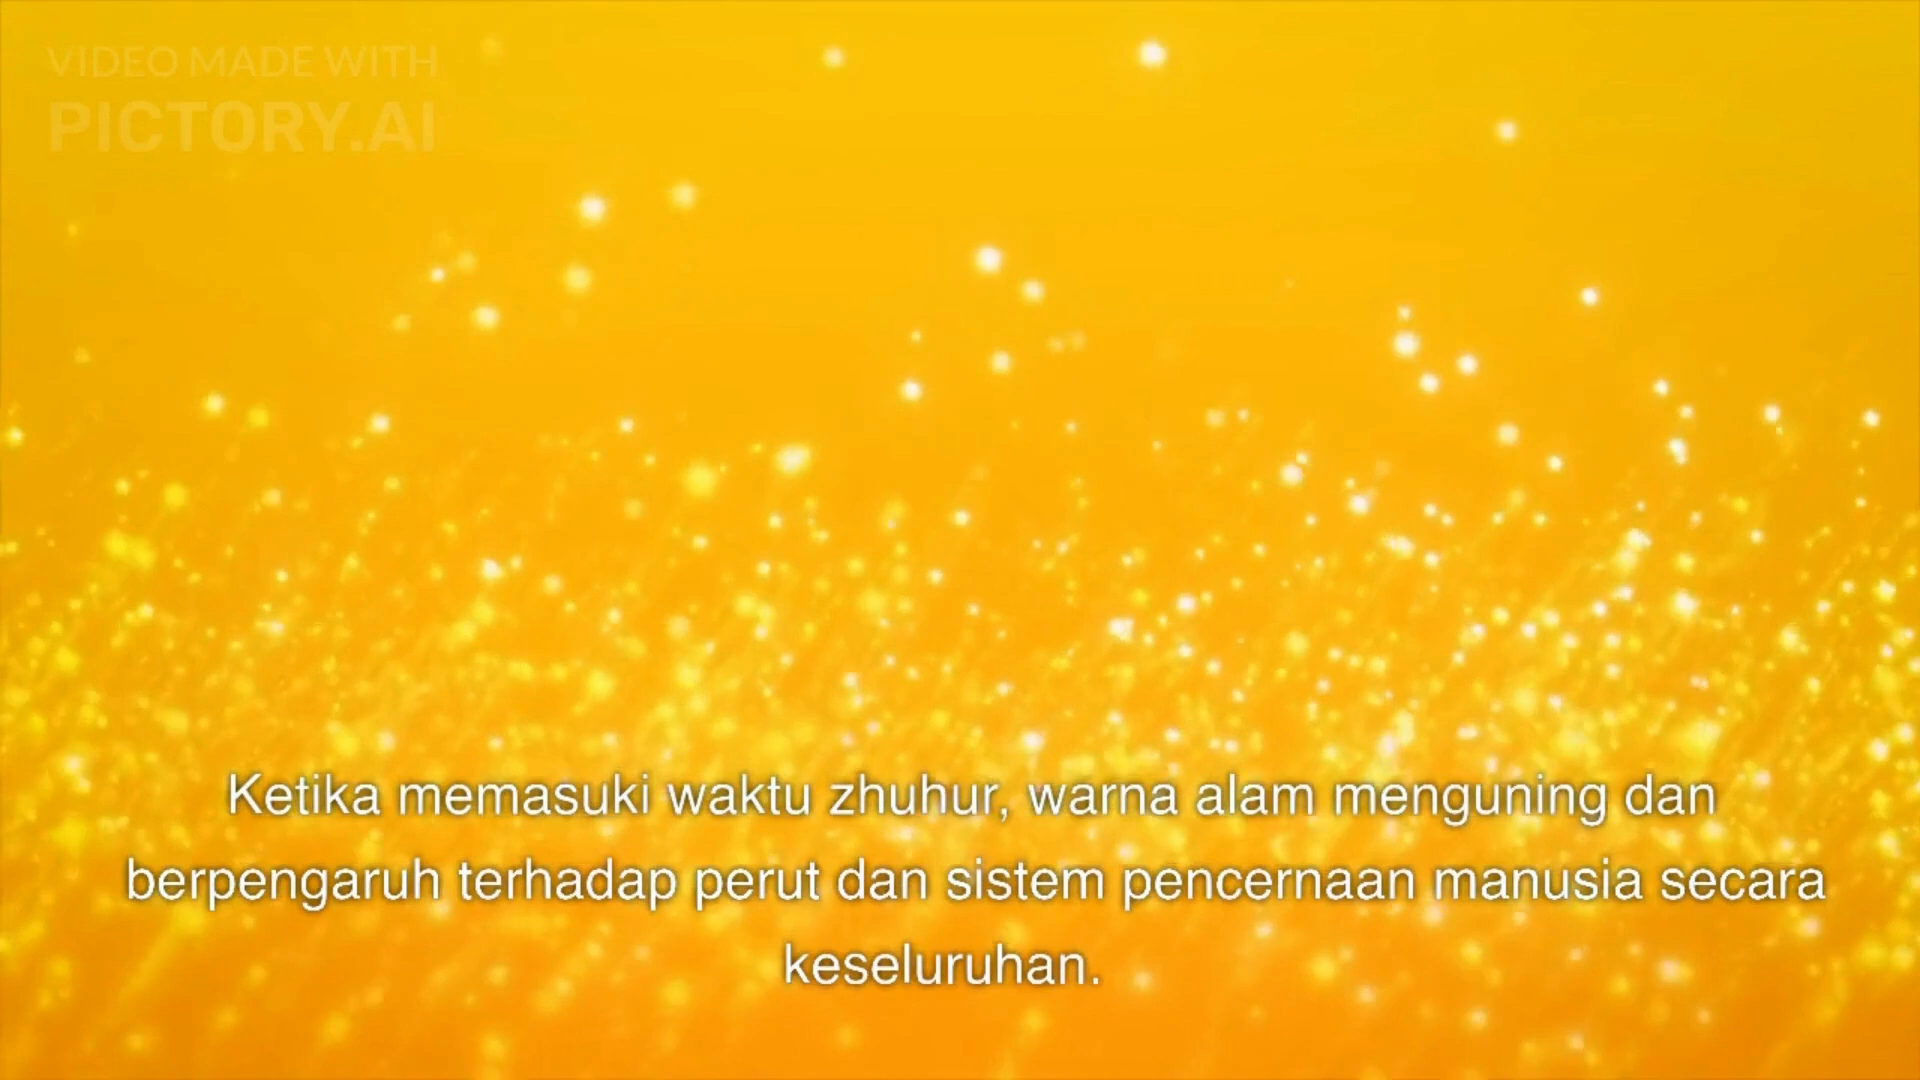 VIDEO MADE WITH
PICTORY.AI
Ketika memasuki waktu zhuhur, warna alam menguning dan
berpengaruh terhadap perut dan sistem pencernaan manusia secara
keseluruhan.